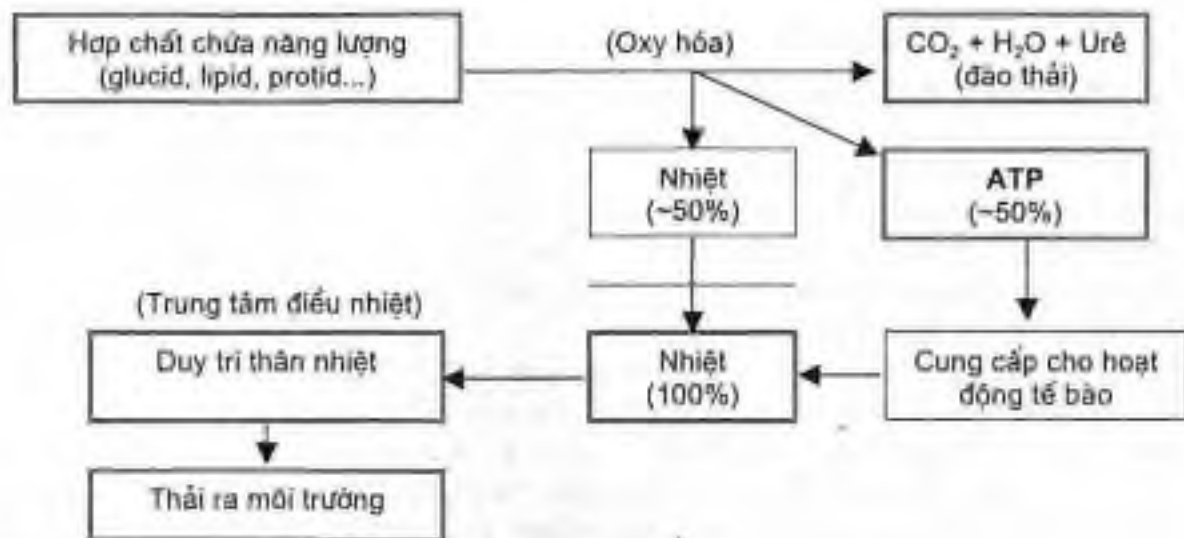 Hợp chất chứa năng lượng
(glucid, lipid, protid...)
(Oxy hóa)
CO₂ + H₂O + Urê
(đào thải)
Nhiệt
(~50%)
ATP
(~50%)
(Trung tâm điều nhiệt)
Duy trì thân nhiệt
Nhiệt
(100%)
Cung cấp cho hoạt
động tế bào
Thải ra môi trường